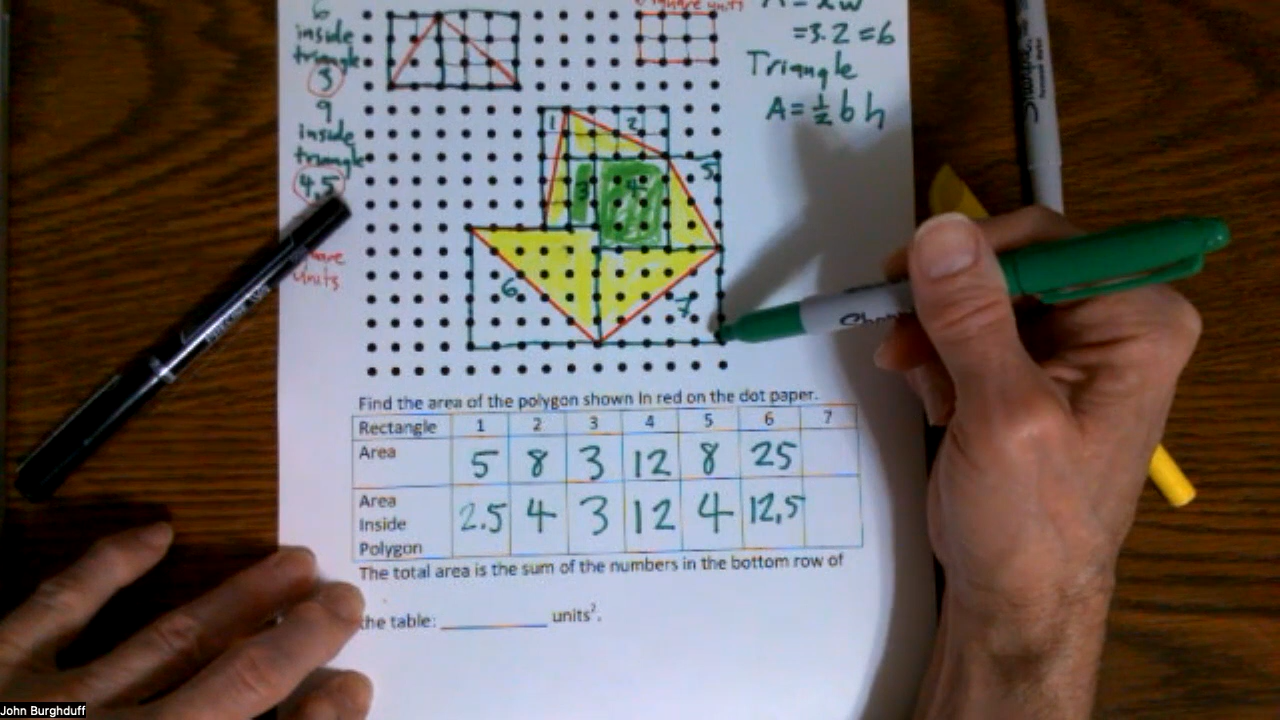 6
inside
triangle
3
9
inside
triangle
4.5
units
= 3.2 = 6
Triangle
A = 1/2 b h
1
2
3
4
5
6
7
Find the area of the polygon shown In red on the dot paper.
Rectangle 1 2 3 4 5 6 7
Area 5 8 3 12 8 25
Area
Inside
Polygon 2.5 4 3 12 4 12,5
The total area is the sum of the numbers in the bottom row of
the table: __________ units².
John Burghduff